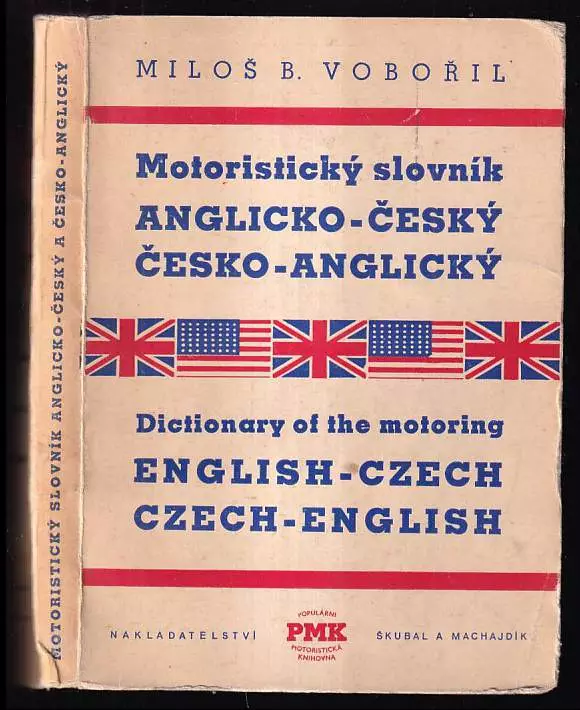 MILOŠ B. VOBOŘIL
Motoristický slovník
ANGLICKO-ČESKÝ
ČESKO-ANGLICKÝ
Dictionary of the motoring
ENGLISH-CZECH
CZECH-ENGLISH
NAKLADATELSTVÍ
POPULÁRNÍ
PMK
MOTORISTICKÁ
KNIHOVNA
ŠKUBAL A MACHAJDÍK
MOTORISTICKÝ SLOVNÍK ANGLICKO-ČESKÝ A ČESKO-ANGLICKÝ